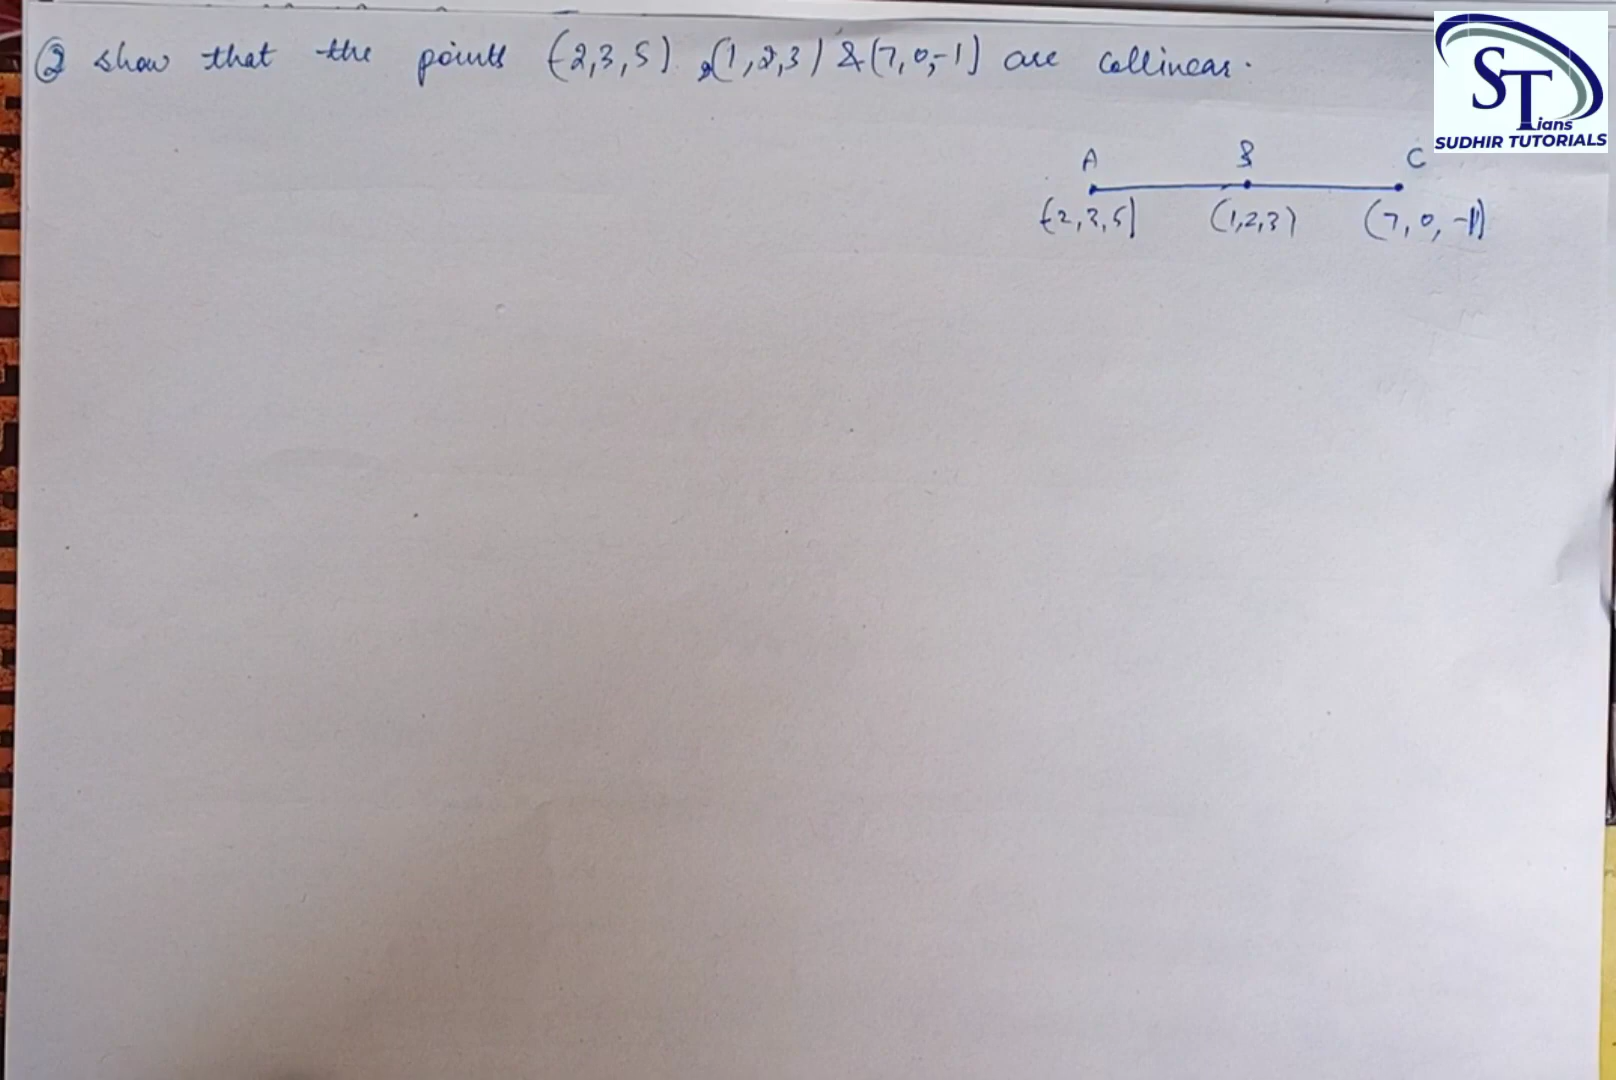 ② show that the points (-2,3,5), (1,2,3) & (7,0,-1) are collinear.
ST
ians
SUDHIR TUTORIALS
A B C
(-2,3,5) (1,2,3) (7,0,-1)